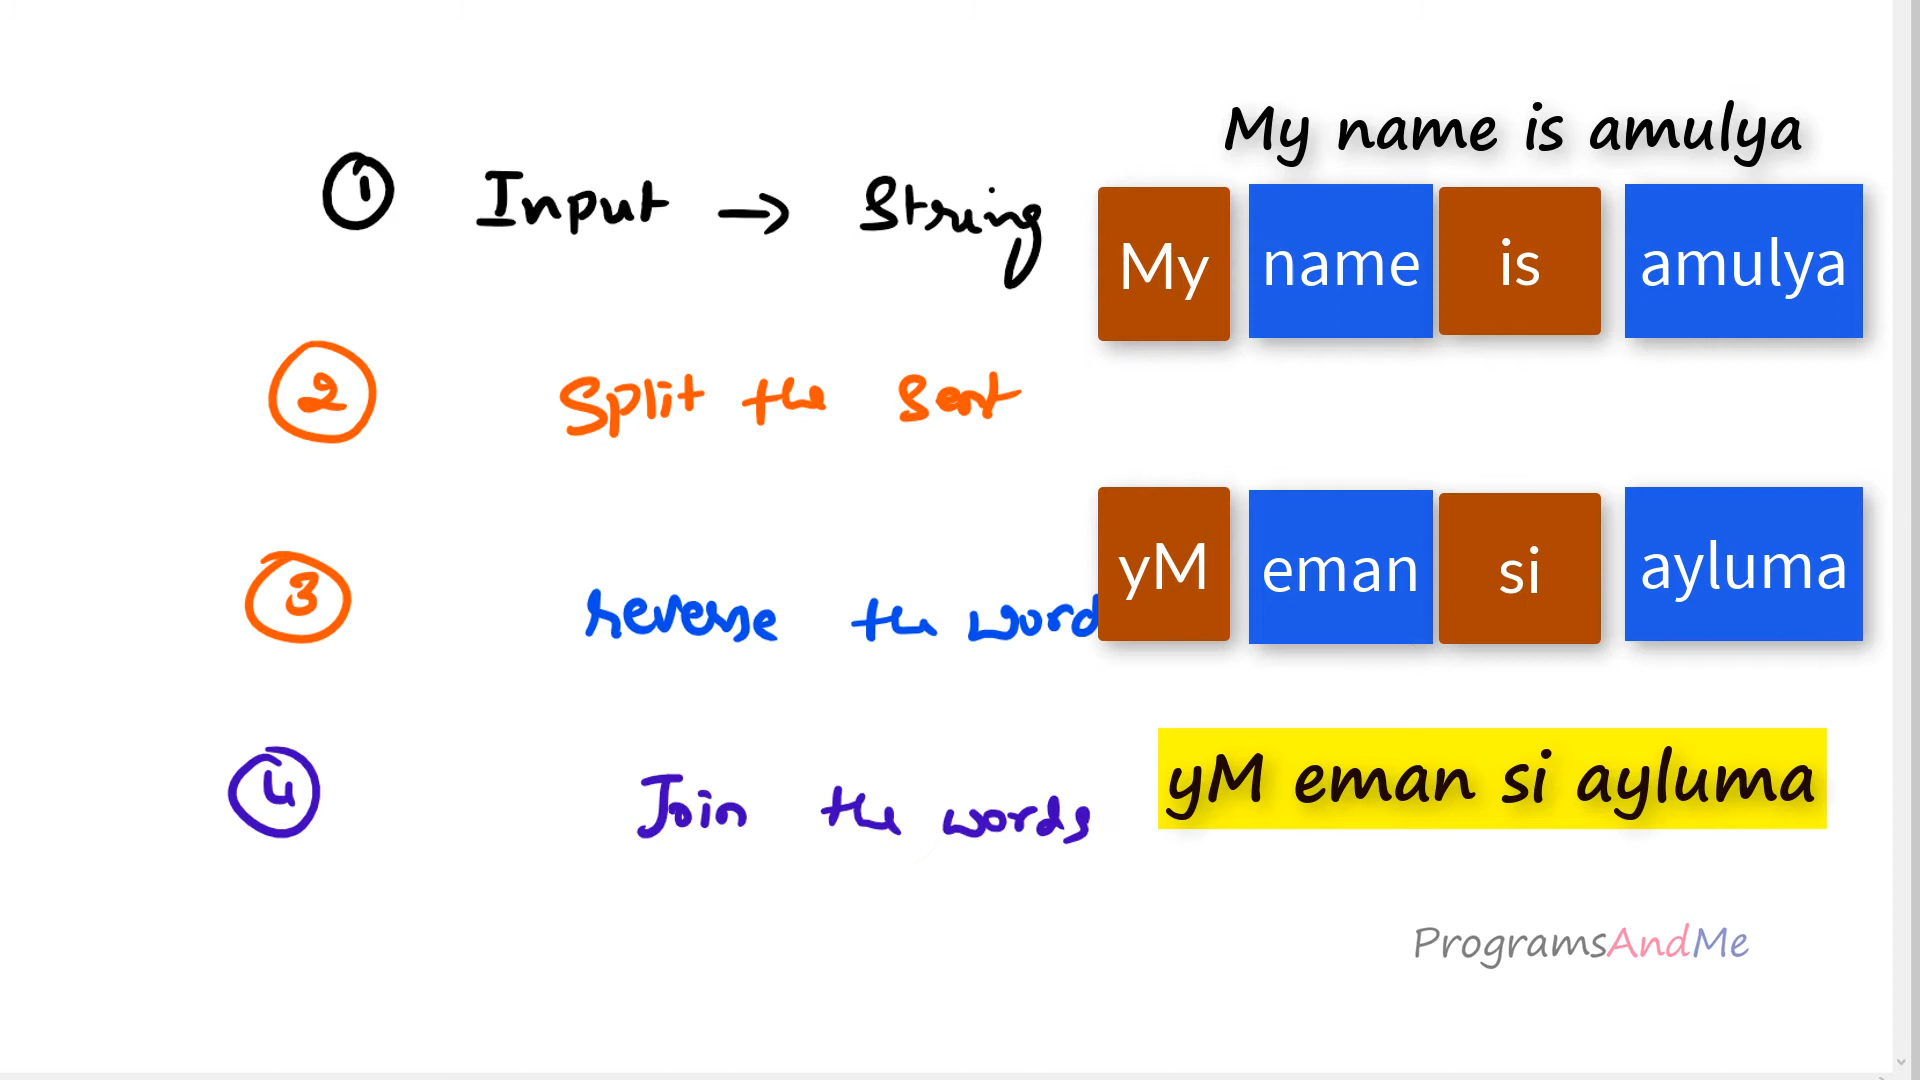 My name is amulya
1 Input → String
My name is amulya
2 Split the Sent
yM eman si ayluma
3 reverse the word
yM eman si ayluma
4 Join the words
ProgramsAndMe